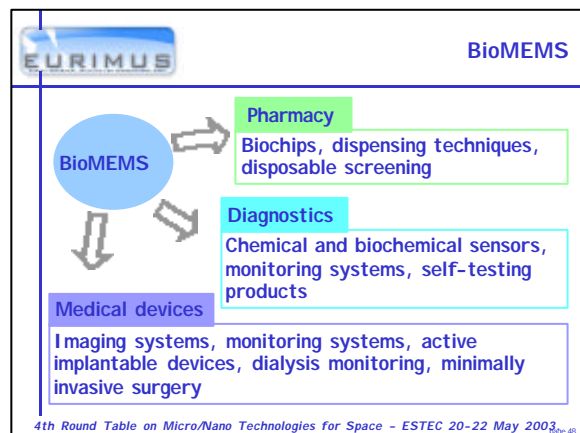 EURIMUS
BioMEMS
BioMEMS
Pharmacy
Biochips, dispensing techniques,
disposable screening
Diagnostics
Chemical and biochemical sensors,
monitoring systems, self-testing
products
Medical devices
Imaging systems, monitoring systems, active
implantable devices, dialysis monitoring, minimally
invasive surgery
4th Round Table on Micro/Nano Technologies for Space - ESTEC 20-22 May 2003
Page 48